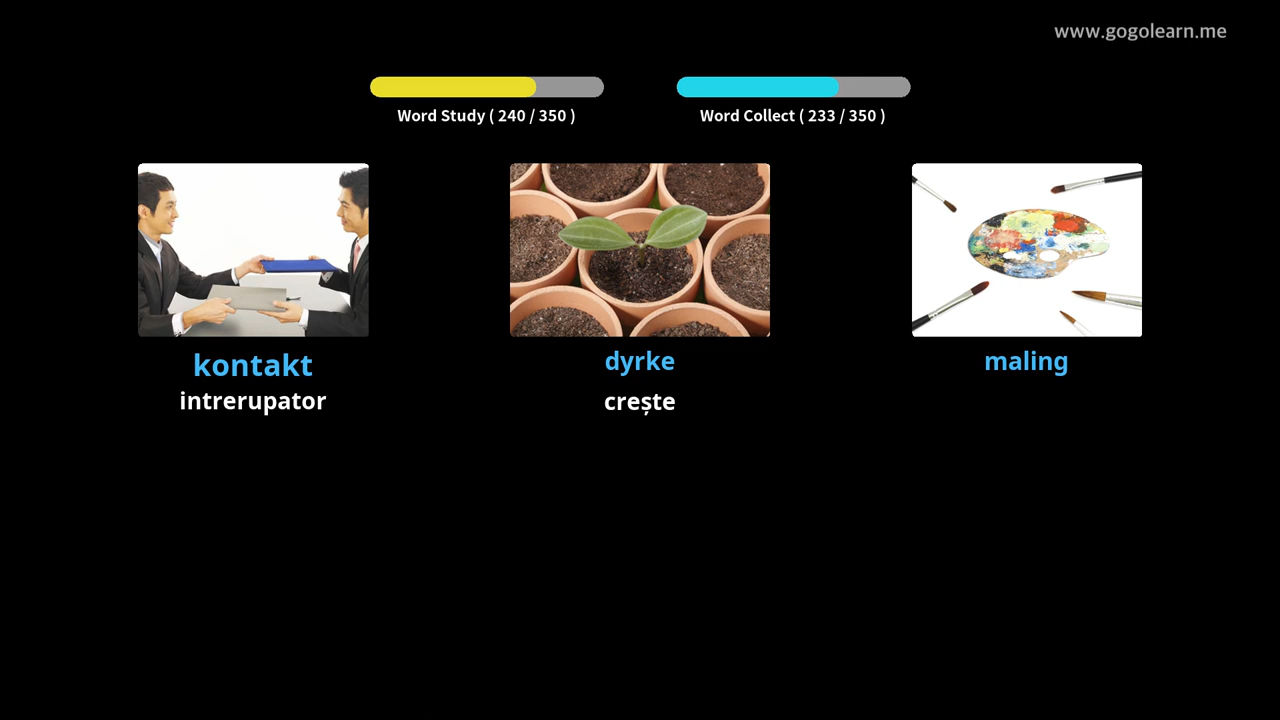 www.gogolearn.me
Word Study ( 240 / 350 )
Word Collect ( 233 / 350 )
kontakt
intrerupator
dyrke
crește
maling